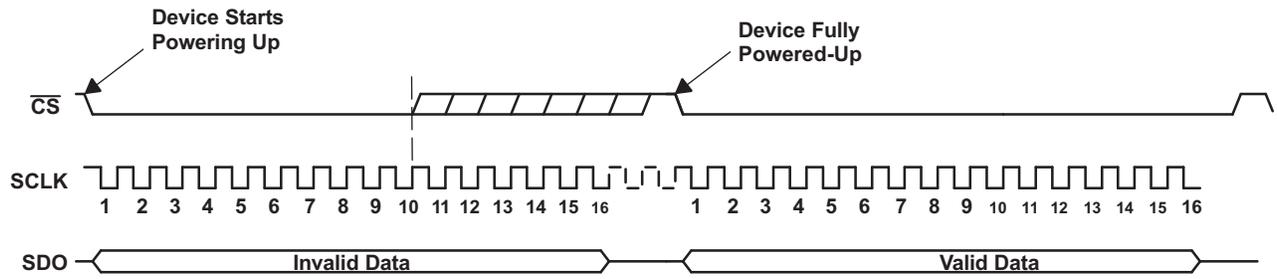 Device Starts
Powering Up
Device Fully
Powered-Up
CS
SCLK
1 2 3 4 5 6 7 8 9 10 11 12 13 14 15 16 1 2 3 4 5 6 7 8 9 10 11 12 13 14 15 16
SDO Invalid Data Valid Data